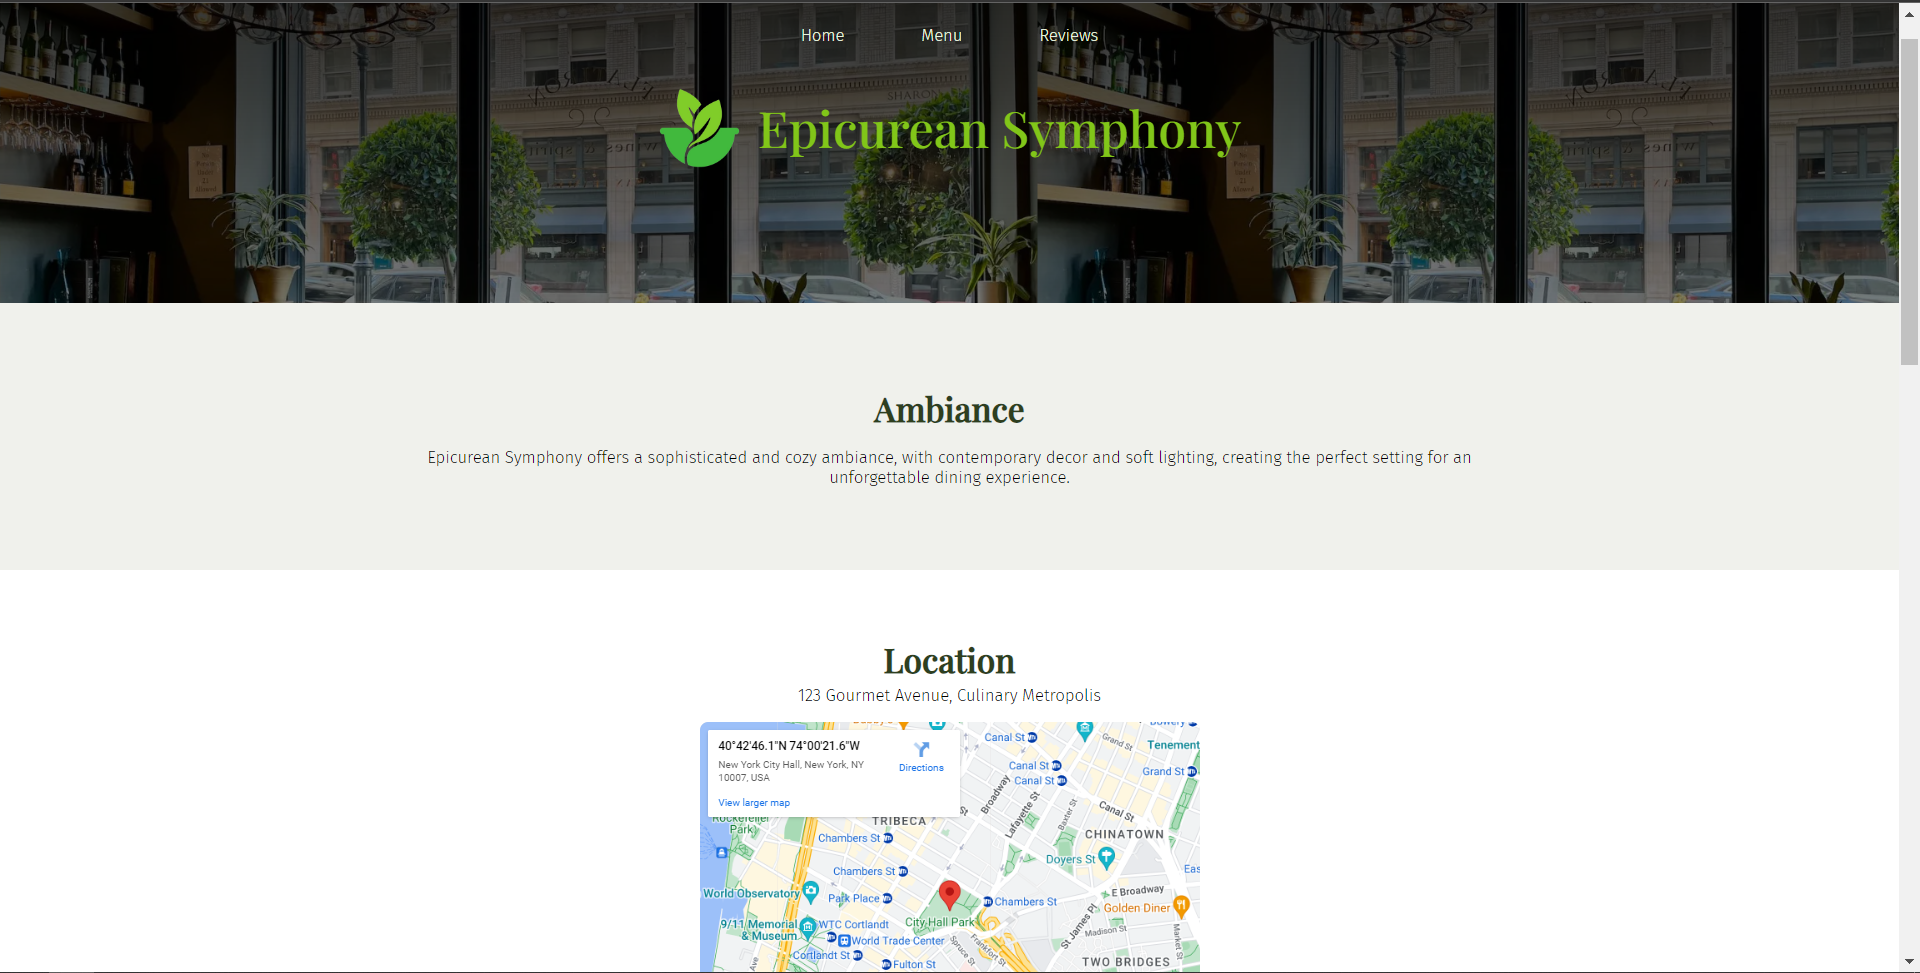 Home Menu Reviews
SHARON
Epicurean Symphony
Ambiance
Epicurean Symphony offers a sophisticated and cozy ambiance, with contemporary decor and soft lighting, creating the perfect setting for an
unforgettable dining experience.
Location
123 Gourmet Avenue, Culinary Metropolis
40°42'46.1"N 74°00'21.6"W
New York City Hall, New York, NY
10007, USA
Directions
View larger map
Rockefeller
Park
TRIBECA
Canal St
Grand St
Tenement
Canal St
Canal St
Grand St
Broadway
Lafayette St
Baxter St
Canal St
CHINATOWN
Chambers St
Doyers St
Chambers St
World Observatory
Park Place
Chambers St
E Broadway
Golden Diner
City Hall Park
9/11 Memorial
& Museum
WTC Cortlandt
World Trade Center
Cortlandt St
Fulton St
Spruce St
Frankfort St
St James Pl
Madison St
Market St
TWO BRIDGES